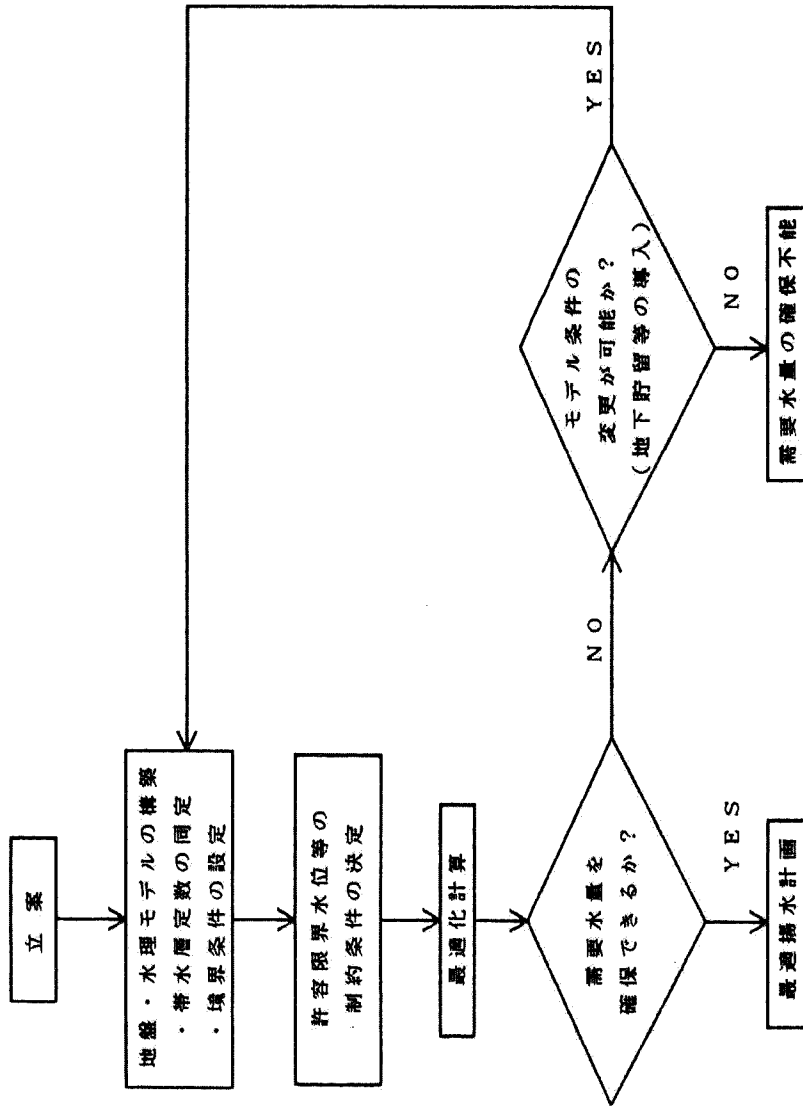 立案
地盤・水理モデルの構築
・帯水層定数の同定
・境界条件の設定
許容限界水位等の
制約条件の決定
最適化計算
需要水量を
確保できるか？
YES
最適揚水計画
NO
モデル条件の
変更が可能か？
(地下貯留等の導入)
YES
NO
需要水量の確保不能